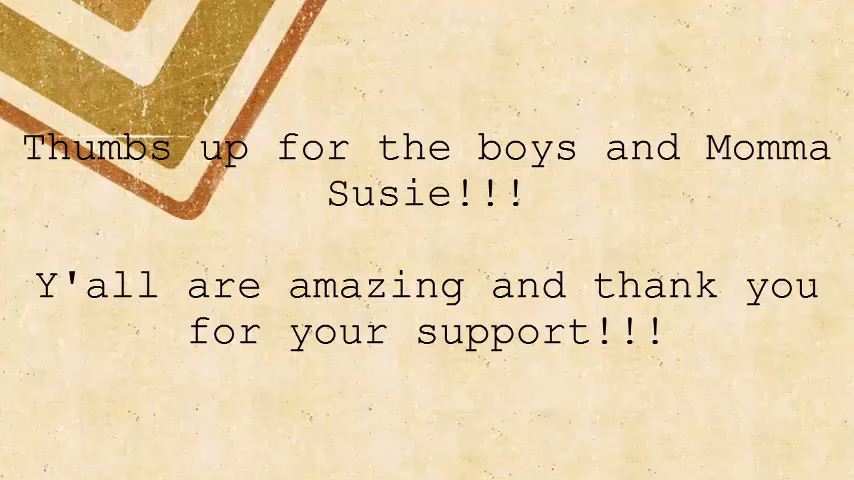 Thumbs up for the boys and Momma
Susie!!!
Y'all are amazing and thank you
for your support!!!